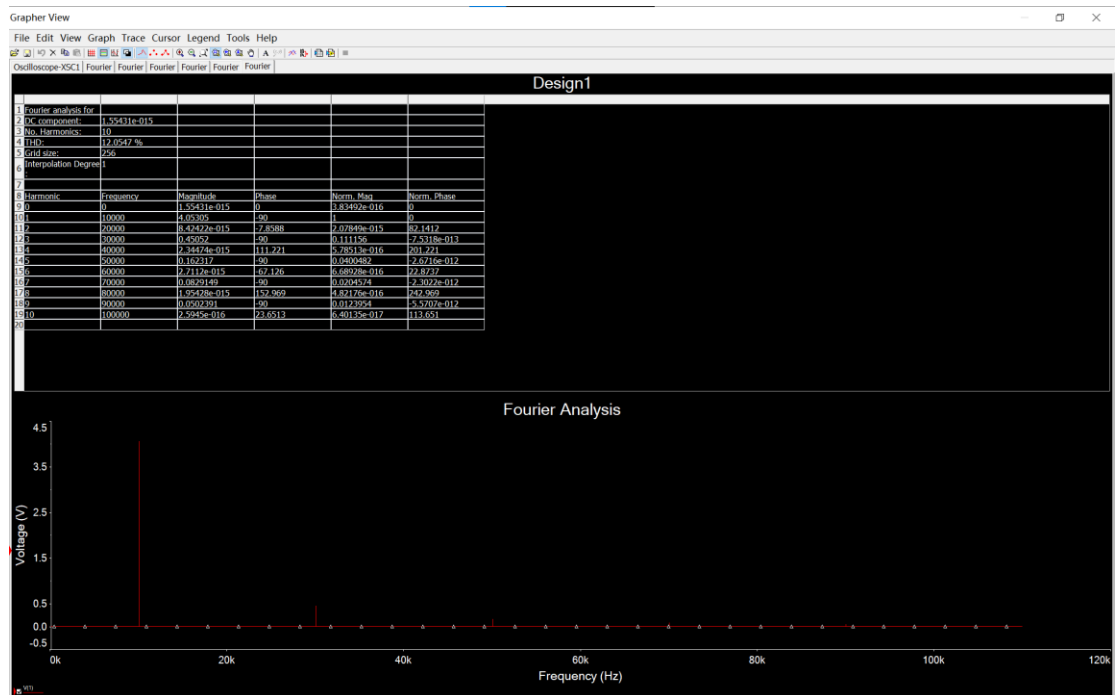 Grapher View
File Edit View Graph Trace Cursor Legend Tools Help
Oscilloscope-XSC1 Fourier Fourier Fourier Fourier Fourier Fourier
Design1
1 Fourier analysis for
2 DC component: 1.55431e-015
3 No. Harmonics: 10
4 THD: 12.0547 %
5 Grid size: 256
6 Interpolation Degree 1
7
8 Harmonic Frequency Magnitude Phase Norm. Mag Norm. Phase
9 0 0 1.55431e-015 0 3.83492e-016 0
10 1 10000 4.05305 -90 1 0
11 2 20000 8.42422e-015 -7.8588 2.07849e-015 82.1412
12 3 30000 0.45052 -90 0.111156 -7.5318e-013
13 4 40000 2.34474e-015 111.221 5.78513e-016 201.221
14 5 50000 0.162317 -90 0.0400482 -2.6716e-012
15 6 60000 2.7112e-015 -67.126 6.68928e-016 22.8737
16 7 70000 0.0829149 -90 0.0204574 -2.3022e-012
17 8 80000 1.95428e-015 152.969 4.82176e-016 242.969
18 9 90000 0.0502391 -90 0.0123954 -5.5707e-012
19 10 100000 2.5945e-016 23.6513 6.40135e-017 113.651
20
Fourier Analysis
4.5
3.5
2.5
1.5
0.5
0.0
-0.5
Voltage (V)
0k 20k 40k 60k 80k 100k 120k
Frequency (Hz)
V(1)